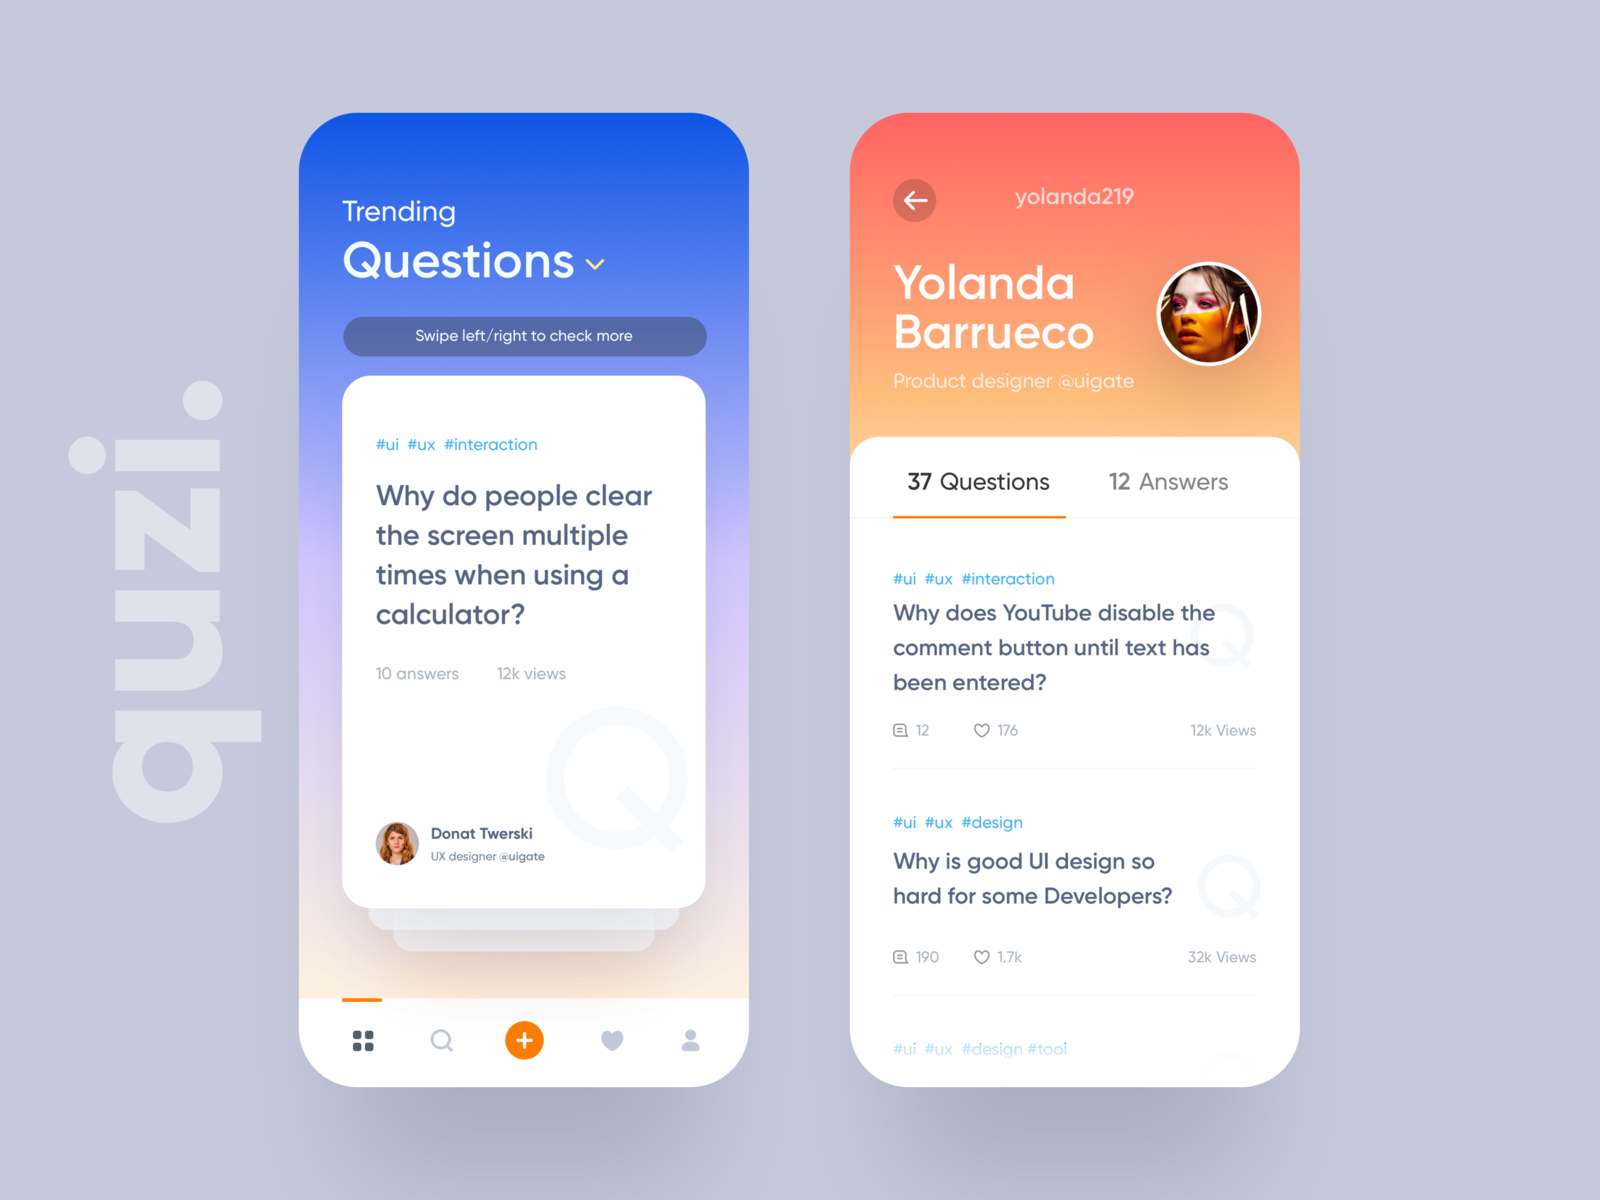 quzi.
Trending
Questions
Swipe left/right to check more
#ui #ux #interaction
Why do people clear
the screen multiple
times when using a
calculator?
10 answers 12k views
Q
Donat Twerski
UX designer @uigate
yolanda219
Yolanda
Barrueco
Product designer @uigate
37 Questions 12 Answers
#ui #ux #interaction
Why does YouTube disable the
comment button until text has
been entered?
Q
12 176 12k Views
#ui #ux #design
Why is good UI design so
hard for some Developers?
Q
190 1.7k 32k Views
#ui #ux #design #tool